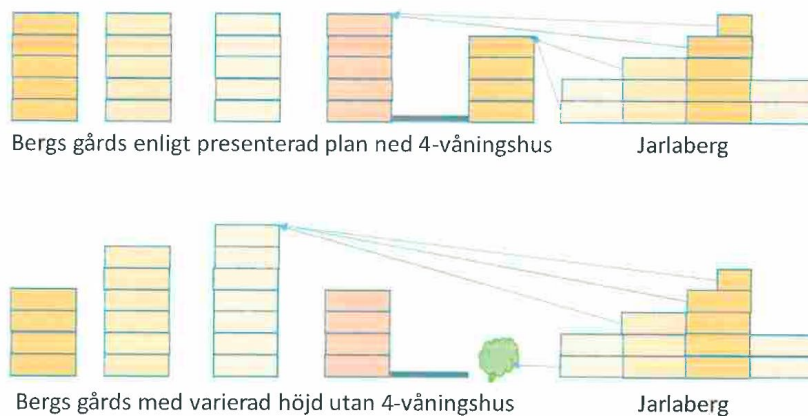 Bergs gårds enligt presenterad plan ned 4-våningshus Jarlaberg
Bergs gårds med varierad höjd utan 4-våningshus Jarlaberg